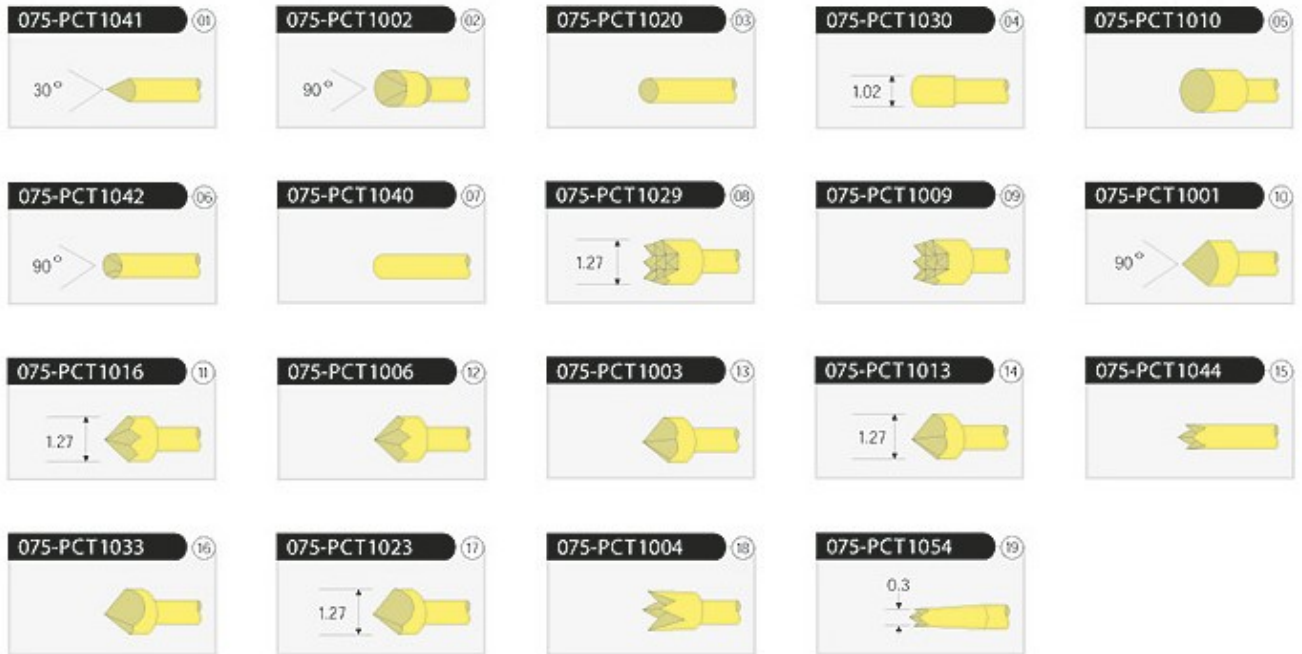 075-PCT1041 01
30°
075-PCT1002 02
90°
075-PCT1020 03
075-PCT1030 04
1.02
075-PCT1010 05
075-PCT1042 06
90°
075-PCT1040 07
075-PCT1029 08
1.27
075-PCT1009 09
075-PCT1001 10
90°
075-PCT1016 11
1.27
075-PCT1006 12
075-PCT1003 13
075-PCT1013 14
1.27
075-PCT1044 15
075-PCT1033 16
075-PCT1023 17
1.27
075-PCT1004 18
075-PCT1054 19
0.3